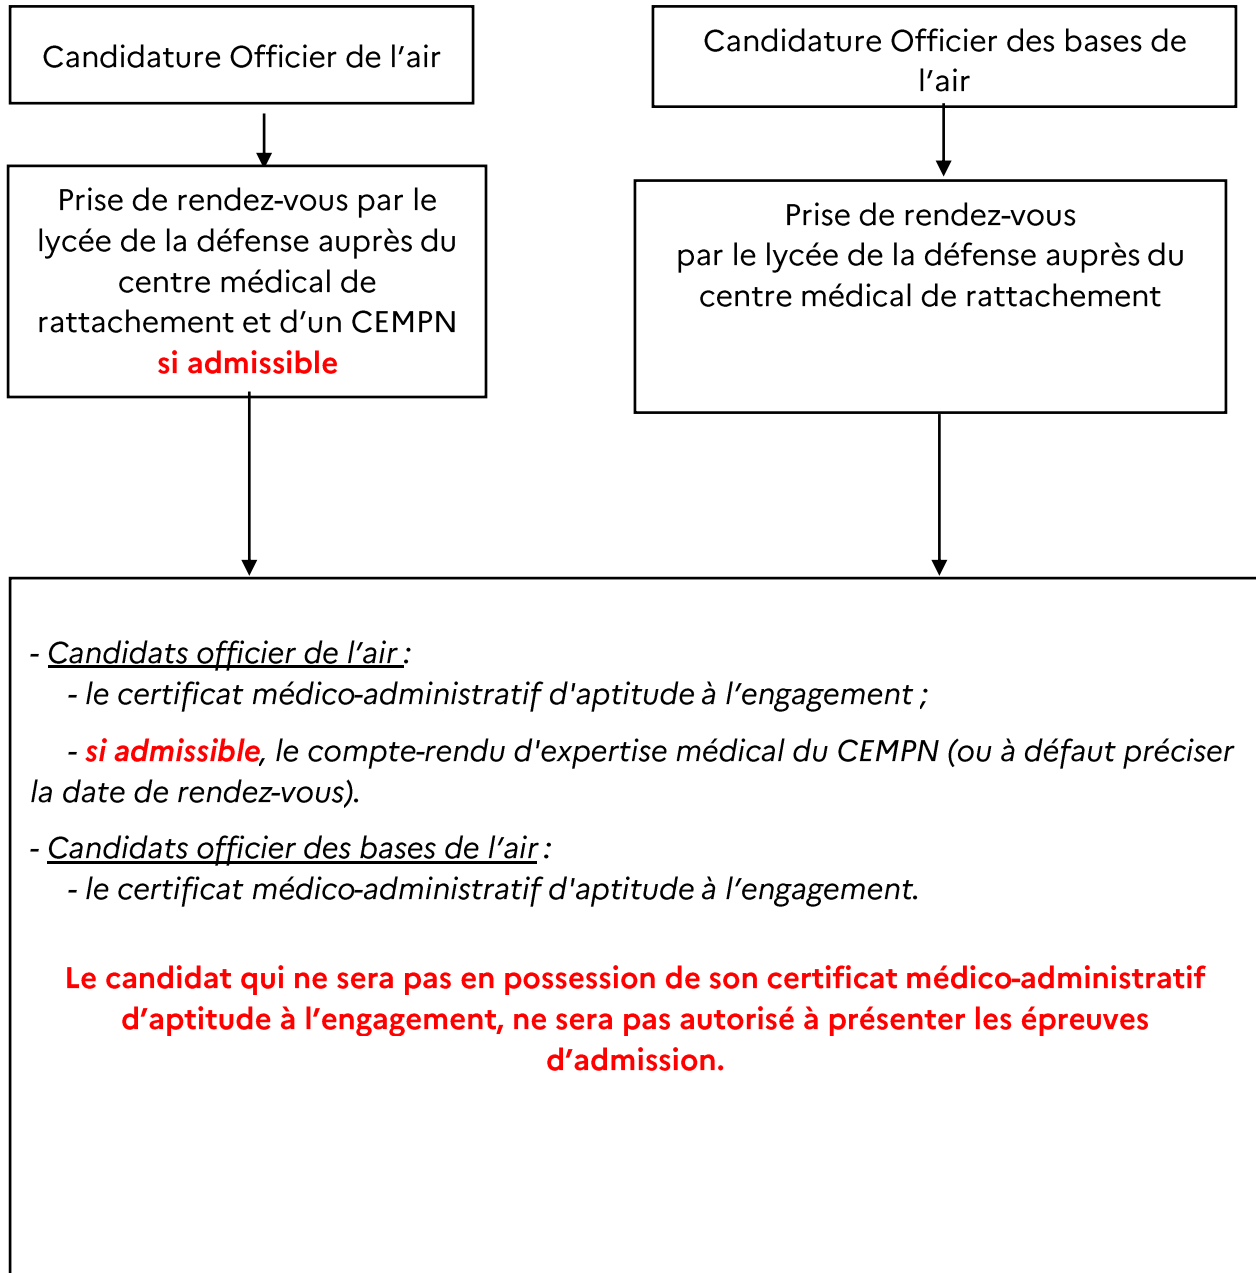 Candidature Officier de l’air
Candidature Officier des bases de
l’air
Prise de rendez-vous par le
lycée de la défense auprès du
centre médical de
rattachement et d’un CEMPN
si admissible
Prise de rendez-vous
par le lycée de la défense auprès du
centre médical de rattachement
- Candidats officier de l’air :
- le certificat médico-administratif d'aptitude à l’engagement ;
- si admissible, le compte-rendu d'expertise médical du CEMPN (ou à défaut préciser
la date de rendez-vous).
- Candidats officier des bases de l’air :
- le certificat médico-administratif d'aptitude à l’engagement.
Le candidat qui ne sera pas en possession de son certificat médico-administratif
d’aptitude à l’engagement, ne sera pas autorisé à présenter les épreuves
d’admission.